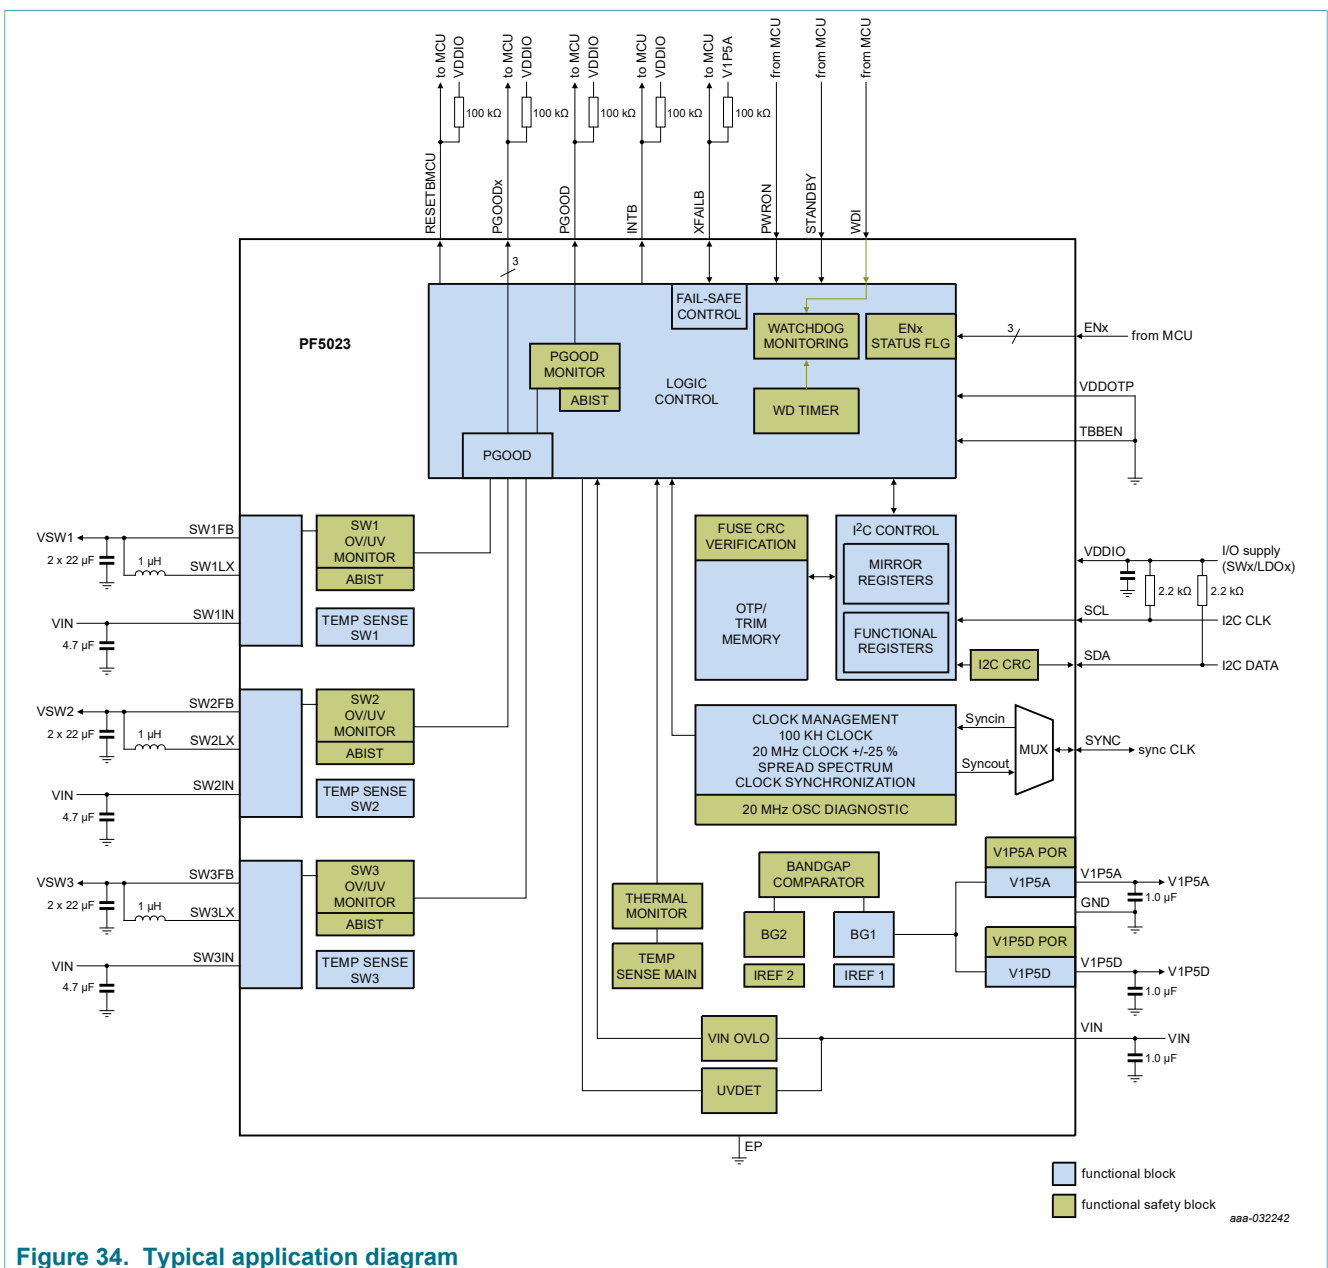 to MCU
VDDIO
to MCU
VDDIO
to MCU
VDDIO
to MCU
VDDIO
to MCU
V1P5A
from MCU
from MCU
from MCU
100 kΩ
100 kΩ
100 kΩ
100 kΩ
100 kΩ
RESETBMCU
PGOODx
PGOOD
INTB
XFAILB
PWRON
STANDBY
WDI
3
PF5023
FAIL-SAFE
CONTROL
WATCHDOG
MONITORING
ENx
STATUS FLG
3
ENx
from MCU
PGOOD
MONITOR
ABIST
LOGIC
CONTROL
WD TIMER
VDDOTP
TBBEN
PGOOD
VSW1
2 x 22 µF
1 µH
SW1FB
SW1LX
SW1
OV/UV
MONITOR
ABIST
VIN
4.7 µF
SW1IN
TEMP SENSE
SW1
FUSE CRC
VERIFICATION
OTP/
TRIM
MEMORY
I2C CONTROL
MIRROR
REGISTERS
FUNCTIONAL
REGISTERS
I2C CRC
VDDIO
I/O supply
(SWx/LDOx)
2.2 kΩ
2.2 kΩ
SCL
I2C CLK
SDA
I2C DATA
VSW2
2 x 22 µF
1 µH
SW2FB
SW2LX
SW2
OV/UV
MONITOR
ABIST
VIN
4.7 µF
SW2IN
TEMP SENSE
SW2
CLOCK MANAGEMENT
100 KH CLOCK
20 MHz CLOCK +/-25 %
SPREAD SPECTRUM
CLOCK SYNCHRONIZATION
20 MHz OSC DIAGNOSTIC
Syncin
Syncout
MUX
SYNC
sync CLK
VSW3
2 x 22 µF
1 µH
SW3FB
SW3LX
SW3
OV/UV
MONITOR
ABIST
VIN
4.7 µF
SW3IN
TEMP SENSE
SW3
THERMAL
MONITOR
TEMP
SENSE MAIN
BANDGAP
COMPARATOR
BG2
BG1
IREF 2
IREF 1
V1P5A POR
V1P5A
V1P5A
V1P5A
1.0 µF
GND
V1P5D POR
V1P5D
V1P5D
V1P5D
1.0 µF
VIN OVLO
UVDET
VIN
VIN
1.0 µF
EP
functional block
functional safety block
aaa-032242
Figure 34. Typical application diagram